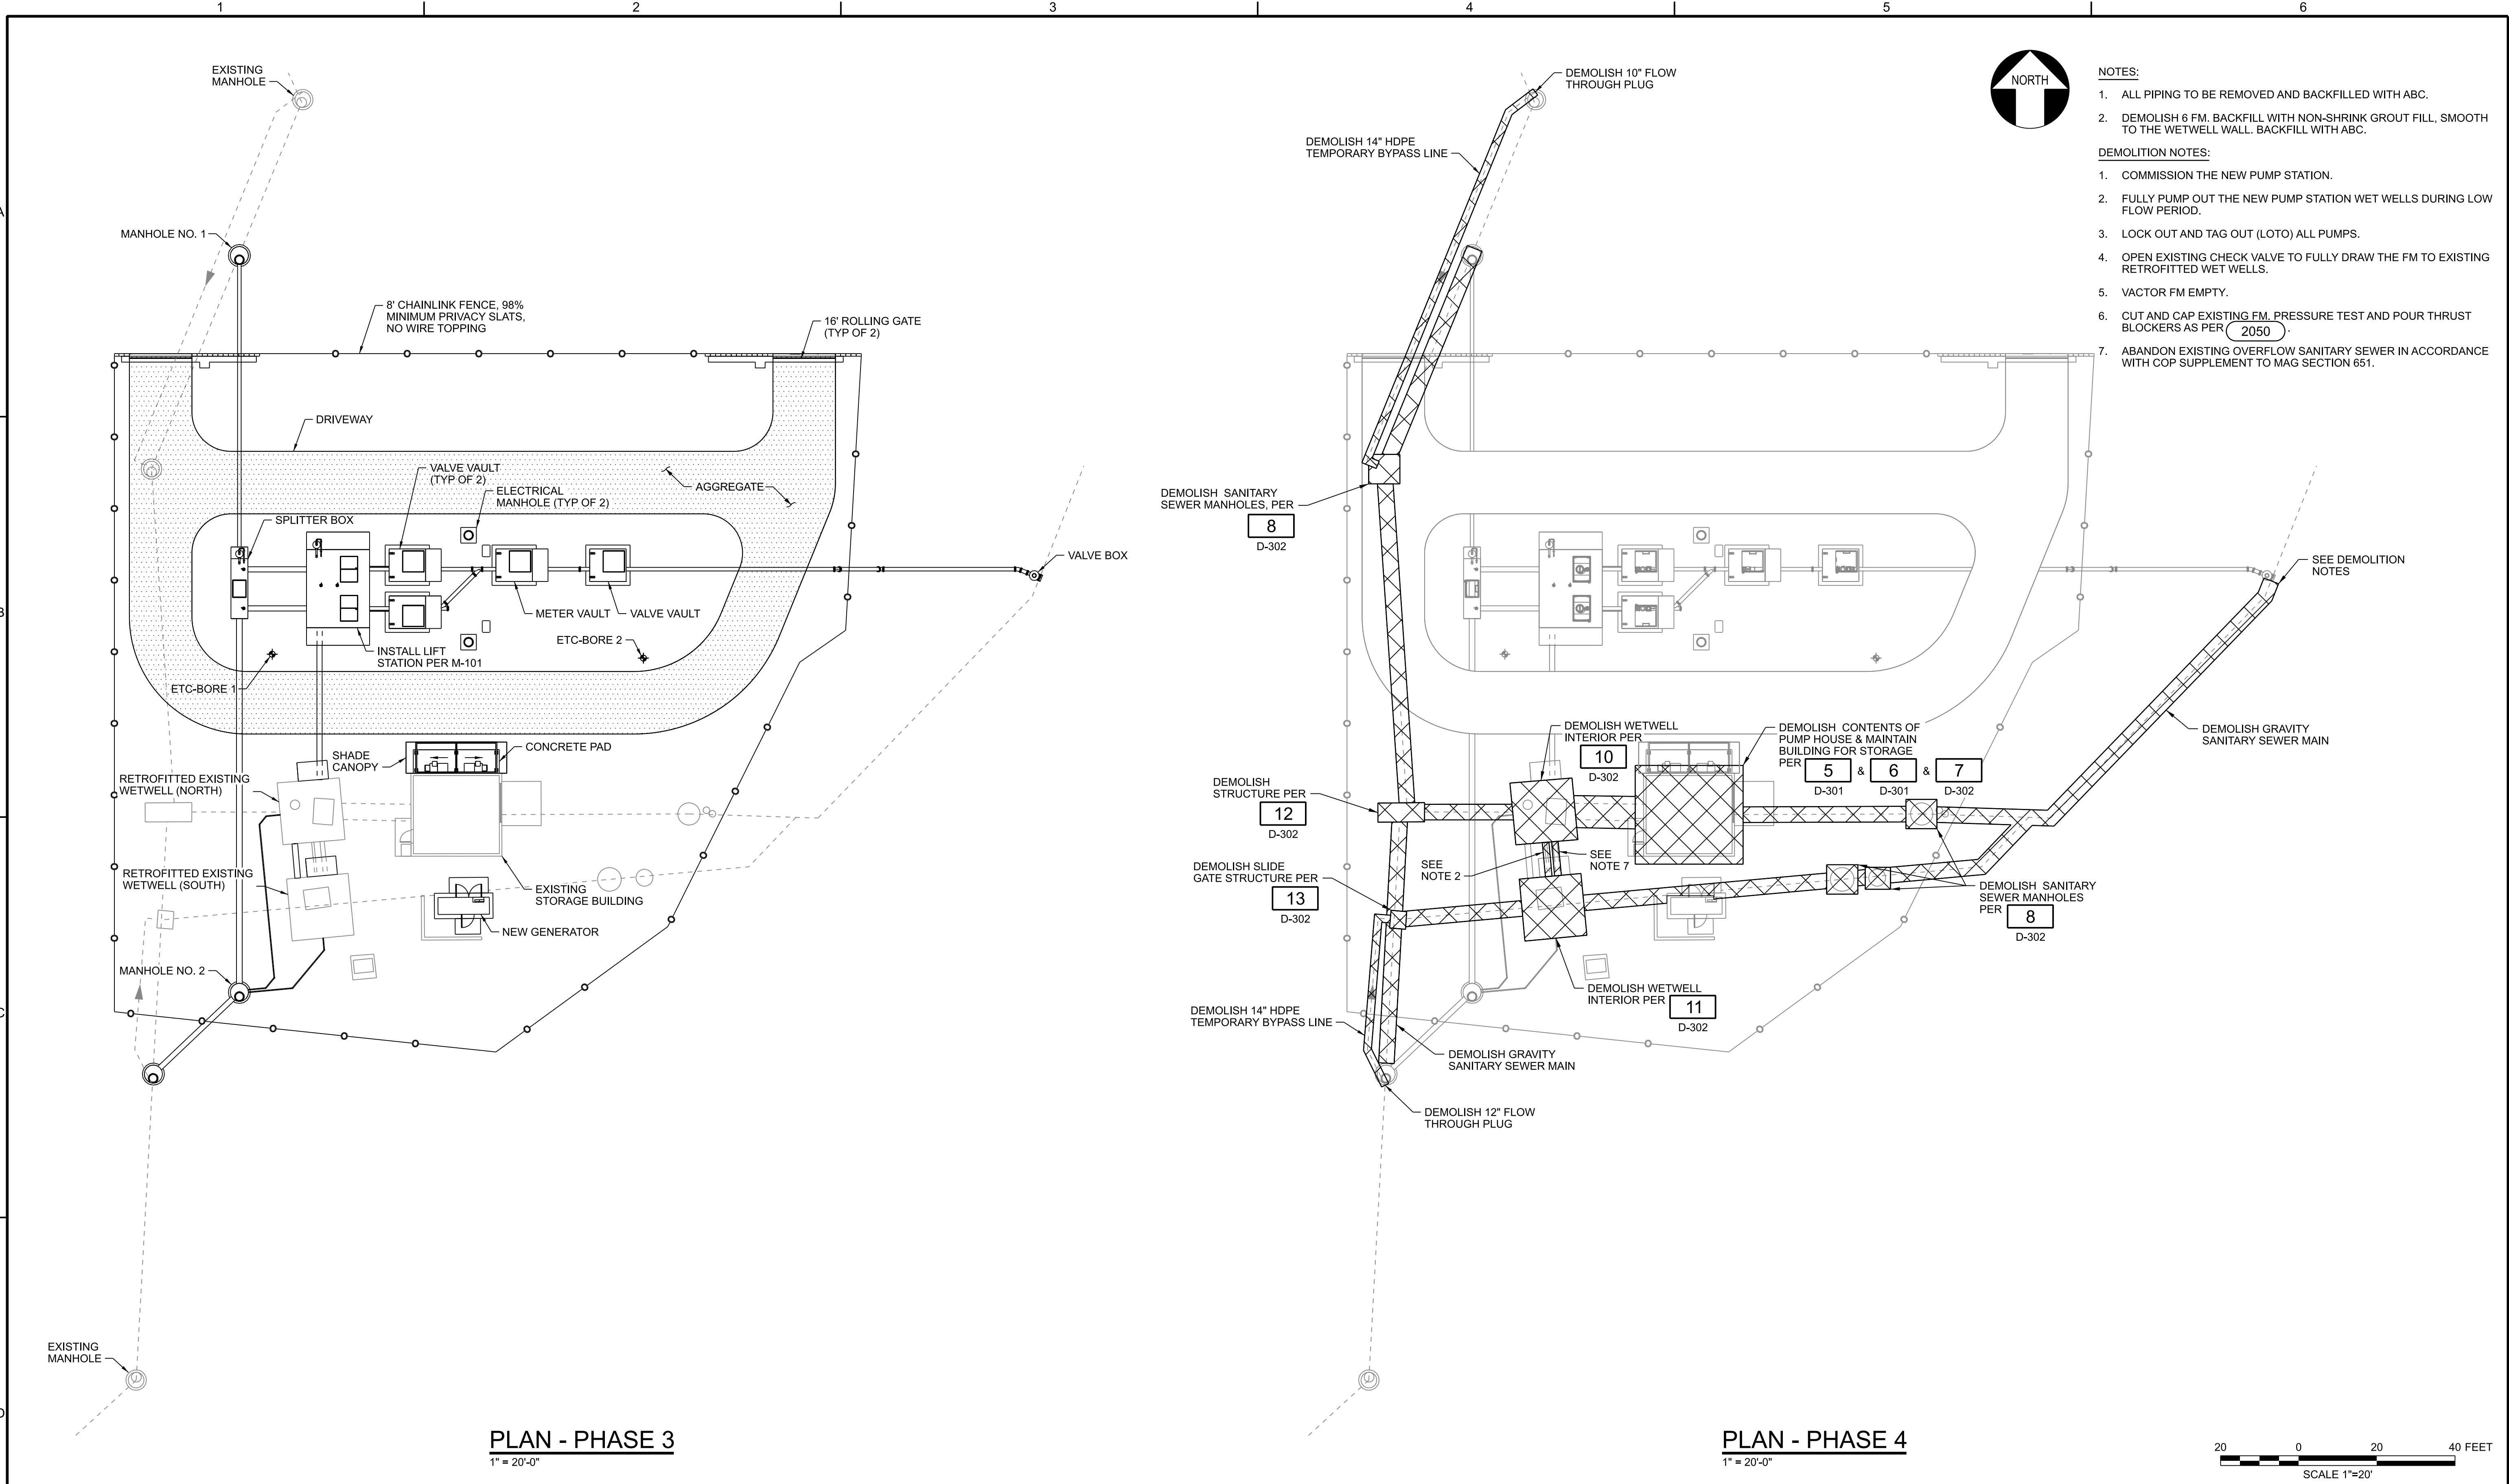 1
2
3
4
5
6
A
B
C
D
EXISTING
MANHOLE
MANHOLE NO. 1
8' CHAINLINK FENCE, 98%
MINIMUM PRIVACY SLATS,
NO WIRE TOPPING
16' ROLLING GATE
(TYP OF 2)
DRIVEWAY
VALVE VAULT
(TYP OF 2)
ELECTRICAL
MANHOLE (TYP OF 2)
AGGREGATE
SPLITTER BOX
VALVE BOX
METER VAULT
VALVE VAULT
ETC-BORE 2
INSTALL LIFT
STATION PER M-101
ETC-BORE 1
SHADE
CANOPY
CONCRETE PAD
RETROFITTED EXISTING
WETWELL (NORTH)
RETROFITTED EXISTING
WETWELL (SOUTH)
EXISTING
STORAGE BUILDING
NEW GENERATOR
MANHOLE NO. 2
EXISTING
MANHOLE
PLAN - PHASE 3
1" = 20'-0"
DEMOLISH 10" FLOW
THROUGH PLUG
DEMOLISH 14" HDPE
TEMPORARY BYPASS LINE
DEMOLISH SANITARY
SEWER MANHOLES, PER
8
D-302
SEE DEMOLITION
NOTES
DEMOLISH WETWELL
INTERIOR PER
10
D-302
DEMOLISH CONTENTS OF
PUMP HOUSE & MAINTAIN
BUILDING FOR STORAGE
PER 5 & 6 & 7
D-301 D-301 D-302
DEMOLISH GRAVITY
SANITARY SEWER MAIN
DEMOLISH
STRUCTURE PER
12
D-302
SEE
NOTE 2
SEE
NOTE 7
DEMOLISH SLIDE
GATE STRUCTURE PER
13
D-302
DEMOLISH SANITARY
SEWER MANHOLES
PER 8
D-302
DEMOLISH WETWELL
INTERIOR PER 11
D-302
DEMOLISH 14" HDPE
TEMPORARY BYPASS LINE
DEMOLISH GRAVITY
SANITARY SEWER MAIN
DEMOLISH 12" FLOW
THROUGH PLUG
PLAN - PHASE 4
1" = 20'-0"
NORTH
NOTES:
1. ALL PIPING TO BE REMOVED AND BACKFILLED WITH ABC.
2. DEMOLISH 6 FM. BACKFILL WITH NON-SHRINK GROUT FILL, SMOOTH
TO THE WETWELL WALL. BACKFILL WITH ABC.
DEMOLITION NOTES:
1. COMMISSION THE NEW PUMP STATION.
2. FULLY PUMP OUT THE NEW PUMP STATION WET WELLS DURING LOW
FLOW PERIOD.
3. LOCK OUT AND TAG OUT (LOTO) ALL PUMPS.
4. OPEN EXISTING CHECK VALVE TO FULLY DRAW THE FM TO EXISTING
RETROFITTED WET WELLS.
5. VACTOR FM EMPTY.
6. CUT AND CAP EXISTING FM. PRESSURE TEST AND POUR THRUST
BLOCKERS AS PER 2050 .
7. ABANDON EXISTING OVERFLOW SANITARY SEWER IN ACCORDANCE
WITH COP SUPPLEMENT TO MAG SECTION 651.
20 0 20 40 FEET
SCALE 1"=20'